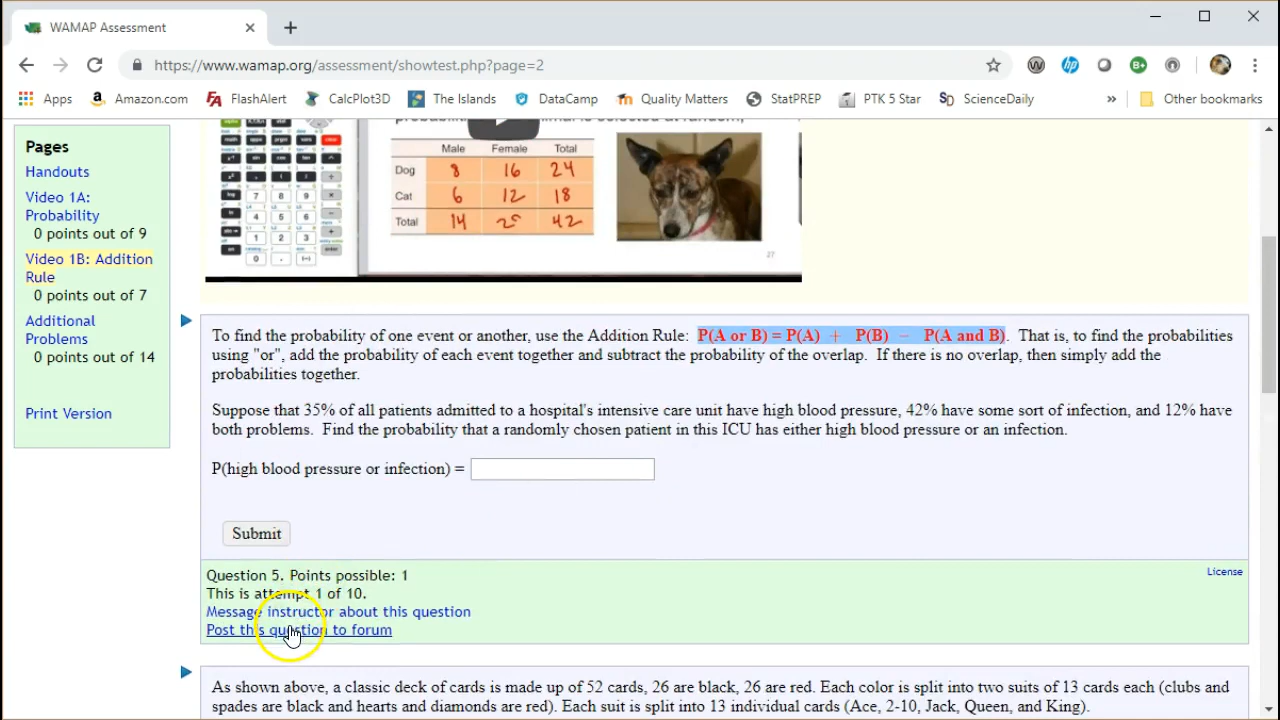 WAMAP Assessment
https://www.wamap.org/assessment/showtest.php?page=2
Apps Amazon.com FlashAlert CalcPlot3D The Islands DataCamp Quality Matters StatPREP PTK 5 Star ScienceDaily » Other bookmarks
Pages
Handouts
Video 1A:
Probability
0 points out of 9
Video 1B: Addition
Rule
0 points out of 7
Additional
Problems
0 points out of 14
Print Version
Male Female Total
Dog 8 16 24
Cat 6 12 18
Total 14 42
27
To find the probability of one event or another, use the Addition Rule: P(A or B) = P(A) + P(B) − P(A and B). That is, to find the probabilities
using "or", add the probability of each event together and subtract the probability of the overlap. If there is no overlap, then simply add the
probabilities together.
Suppose that 35% of all patients admitted to a hospital's intensive care unit have high blood pressure, 42% have some sort of infection, and 12% have
both problems. Find the probability that a randomly chosen patient in this ICU has either high blood pressure or an infection.
P(high blood pressure or infection) =
Submit
Question 5. Points possible: 1
License
This is attempt 1 of 10.
Message instructor about this question
Post this question to forum
As shown above, a classic deck of cards is made up of 52 cards, 26 are black, 26 are red. Each color is split into two suits of 13 cards each (clubs and
spades are black and hearts and diamonds are red). Each suit is split into 13 individual cards (Ace, 2-10, Jack, Queen, and King).